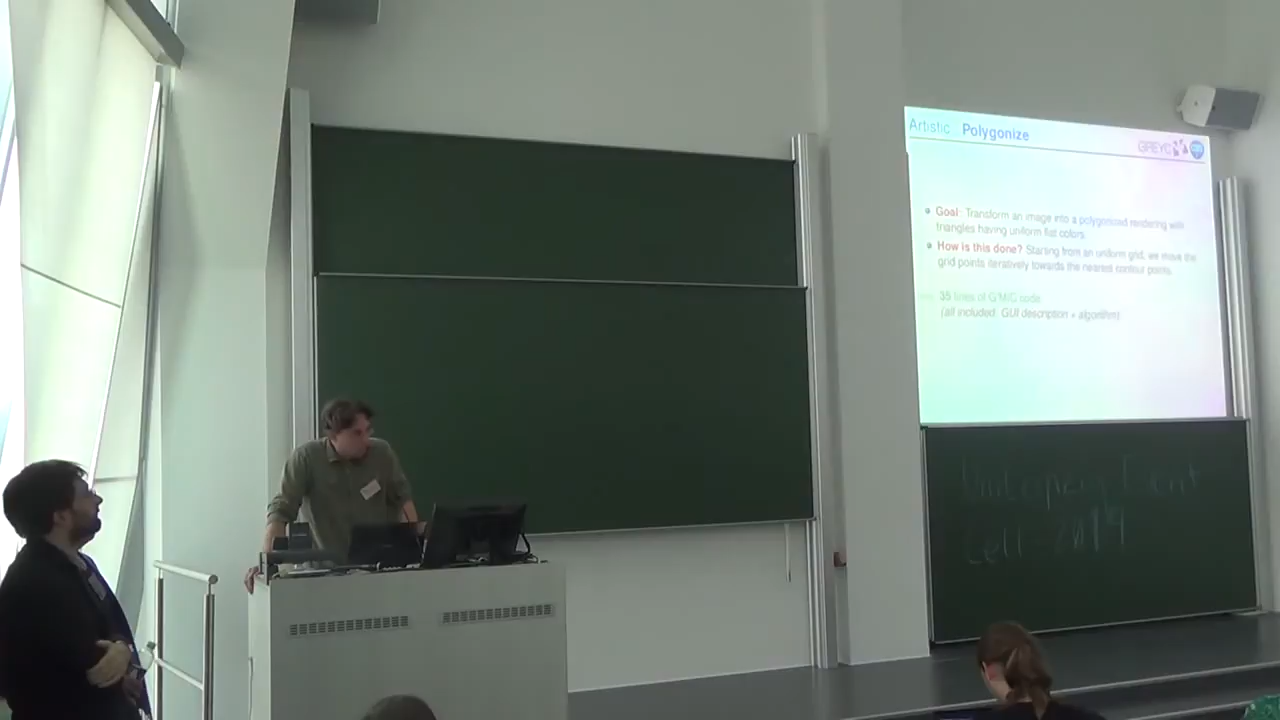 Artistic: Polygonize
GREYC
Goal: Transform an image into a polygonized rendering with
triangles having uniform flat colors.
How is this done? Starting from an uniform grid, we move the
grid points iteratively towards the nearest contour points.
35 lines of G'MIC code
(all included: GUI description + algorithm)